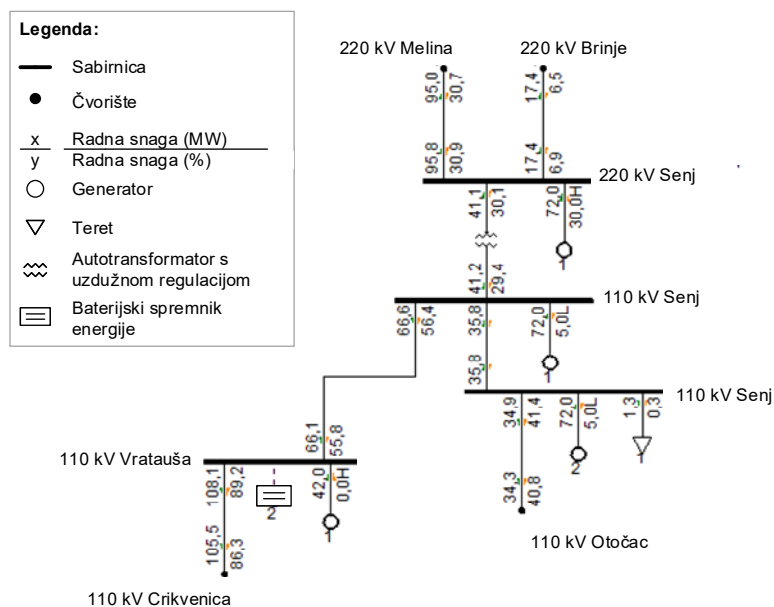 Legenda:
Sabirnica
Čvorište
x Radna snaga (MW)
y Radna snaga (%)
Generator
Teret
Autotransformator s
uzdužnom regulacijom
Baterijski spremnik
energije
220 kV Melina
220 kV Brinje
95,0 30,7
17,4 6,5
95,8 30,9
17,4 6,9
220 kV Senj
41,1 30,1
72,0 30,0H
1
41,2 29,4
110 kV Senj
66,6 56,4
35,8
72,0 5,0L
1
35,8
110 kV Senj
34,9 41,4
72,0 5,0L
1,3 0,3
2
1
34,3 40,8
110 kV Otočac
66,1 55,8
110 kV Vratauša
108,1 89,2
2
42,0 0,0H
1
105,5 86,3
110 kV Crikvenica